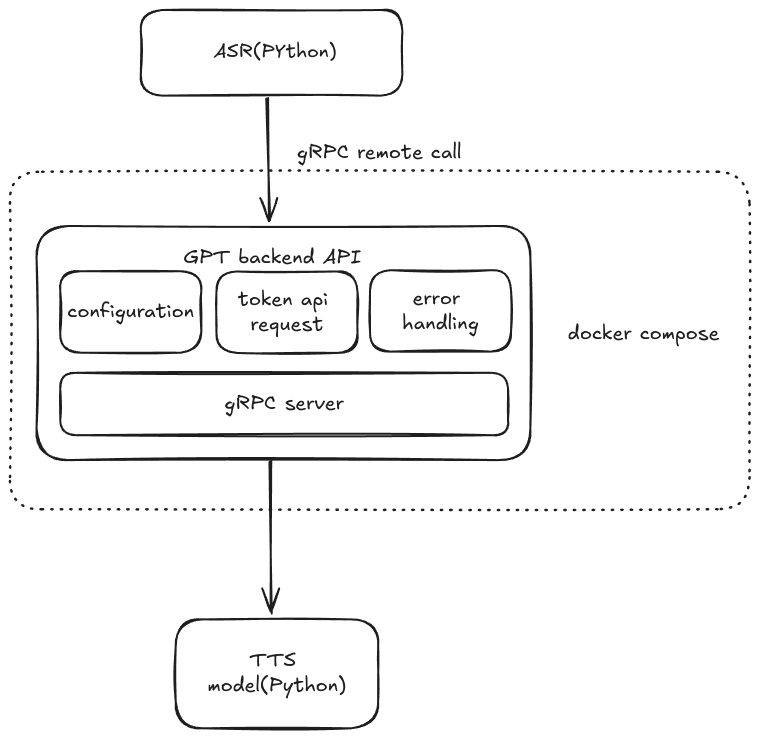 ASR(PYthon)
gRPC remote call
GPT backend API
configuration
token api
request
error
handling
docker compose
gRPC server
TTS
model(Python)